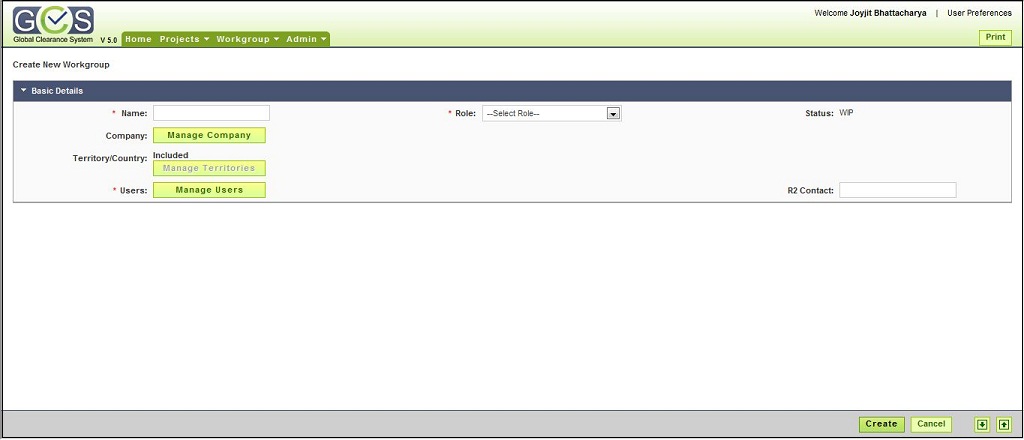 GCS
Welcome Joyjit Bhattacharya | User Preferences
Global Clearance System V 5.0 Home Projects Workgroup Admin
Print
Create New Workgroup
Basic Details
* Name: * Role: --Select Role-- Status: WIP
Company: Manage Company
Territory/Country: Included
Manage Territories
* Users: Manage Users R2 Contact:
Create Cancel